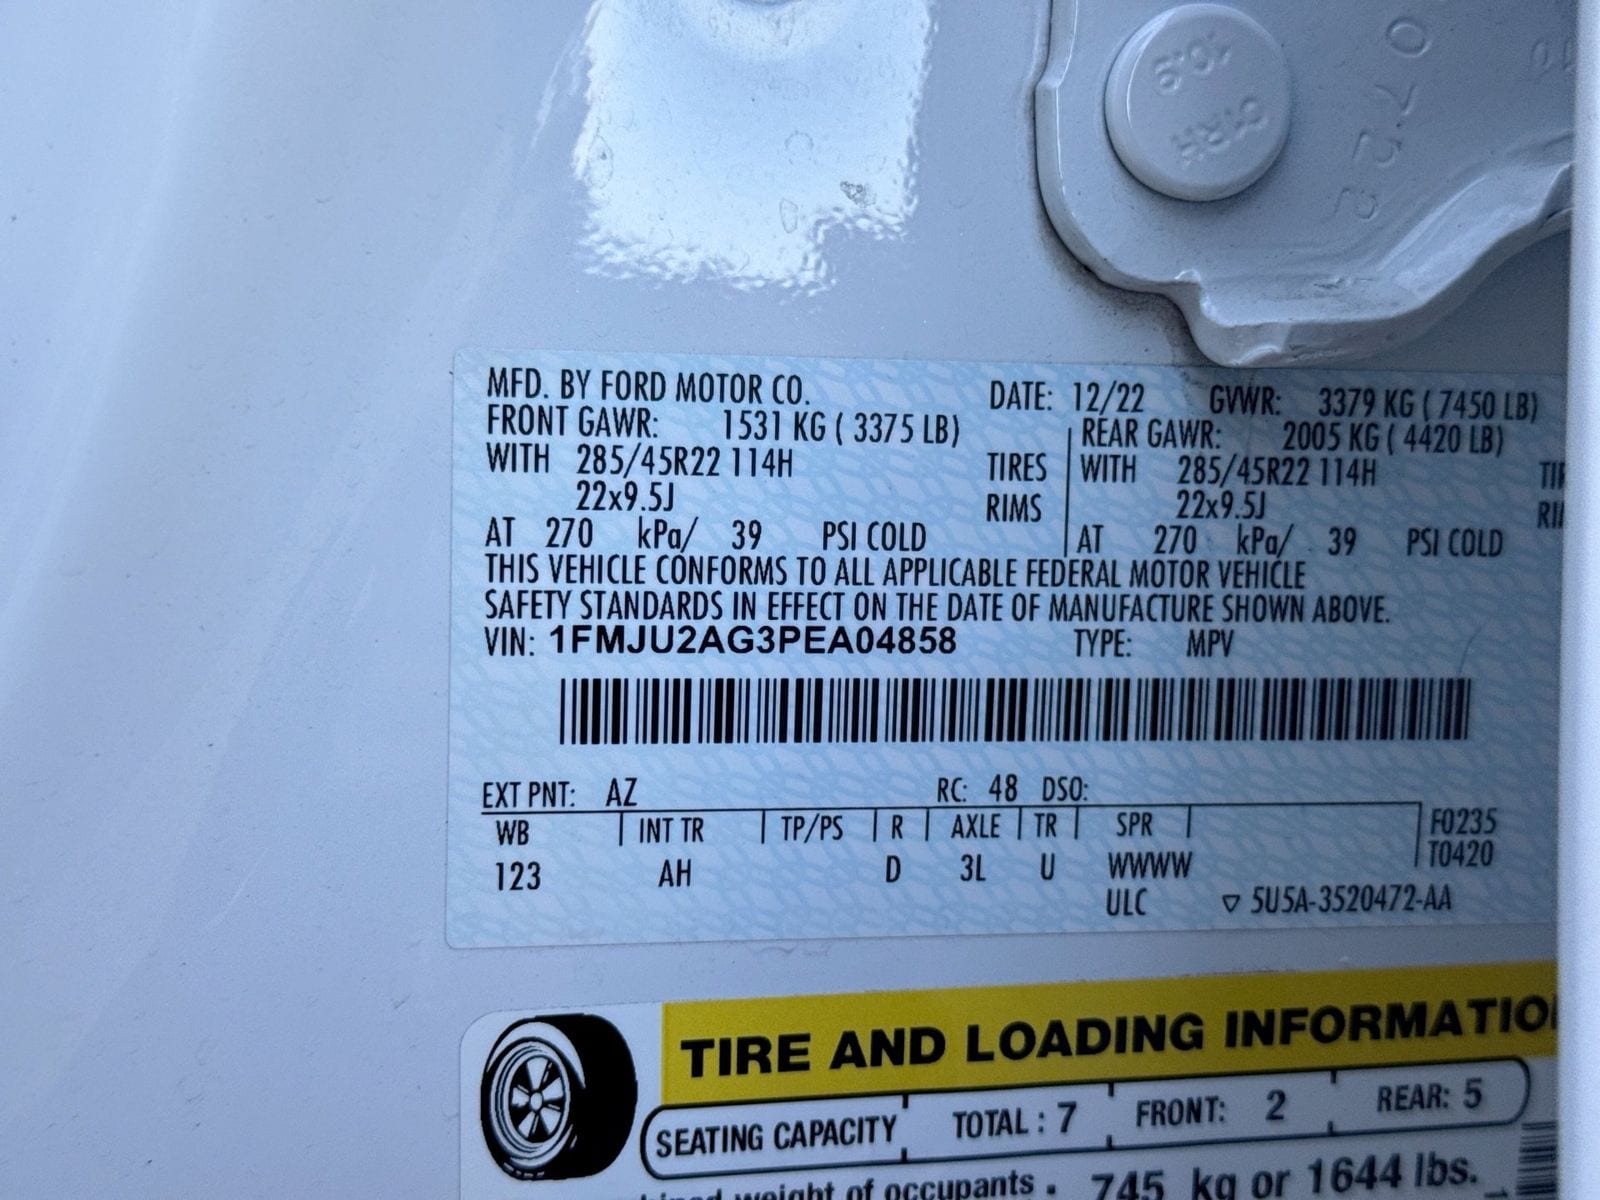 10.9
CYRH
0722
MFD. BY FORD MOTOR CO. DATE: 12/22 GVWR: 3379 KG ( 7450 LB)
FRONT GAWR: 1531 KG ( 3375 LB) REAR GAWR: 2005 KG ( 4420 LB)
WITH 285/45R22 114H TIRES WITH 285/45R22 114H
22x9.5J RIMS 22x9.5J
AT 270 kPa/ 39 PSI COLD AT 270 kPa/ 39 PSI COLD
THIS VEHICLE CONFORMS TO ALL APPLICABLE FEDERAL MOTOR VEHICLE
SAFETY STANDARDS IN EFFECT ON THE DATE OF MANUFACTURE SHOWN ABOVE.
VIN: 1FMJU2AG3PEA04858 TYPE: MPV
EXT PNT: AZ RC: 48 DSO:
WB INT TR TP/PS R AXLE TR SPR F0235
123 AH D 3L U WWWW T0420
ULC ▽ 5U5A-3520472-AA
TIRE AND LOADING INFORMATIO
SEATING CAPACITY TOTAL : 7 FRONT: 2 REAR: 5
weight of occupants 745 kg or 1644 lbs.